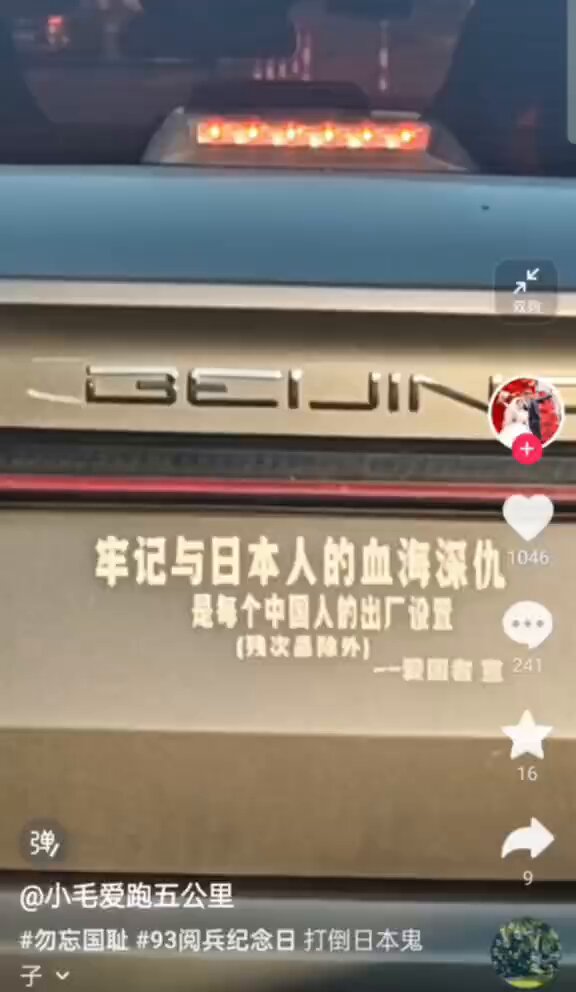 双购
BEIJIN
牢记与日本人的血海深仇
是每个中国人的出厂设置
(残次品除外)
一爱国者 宣
1046
241
16
9
弹
@小毛爱跑五公里
#勿忘国耻 #93阅兵纪念日 打倒日本鬼
子